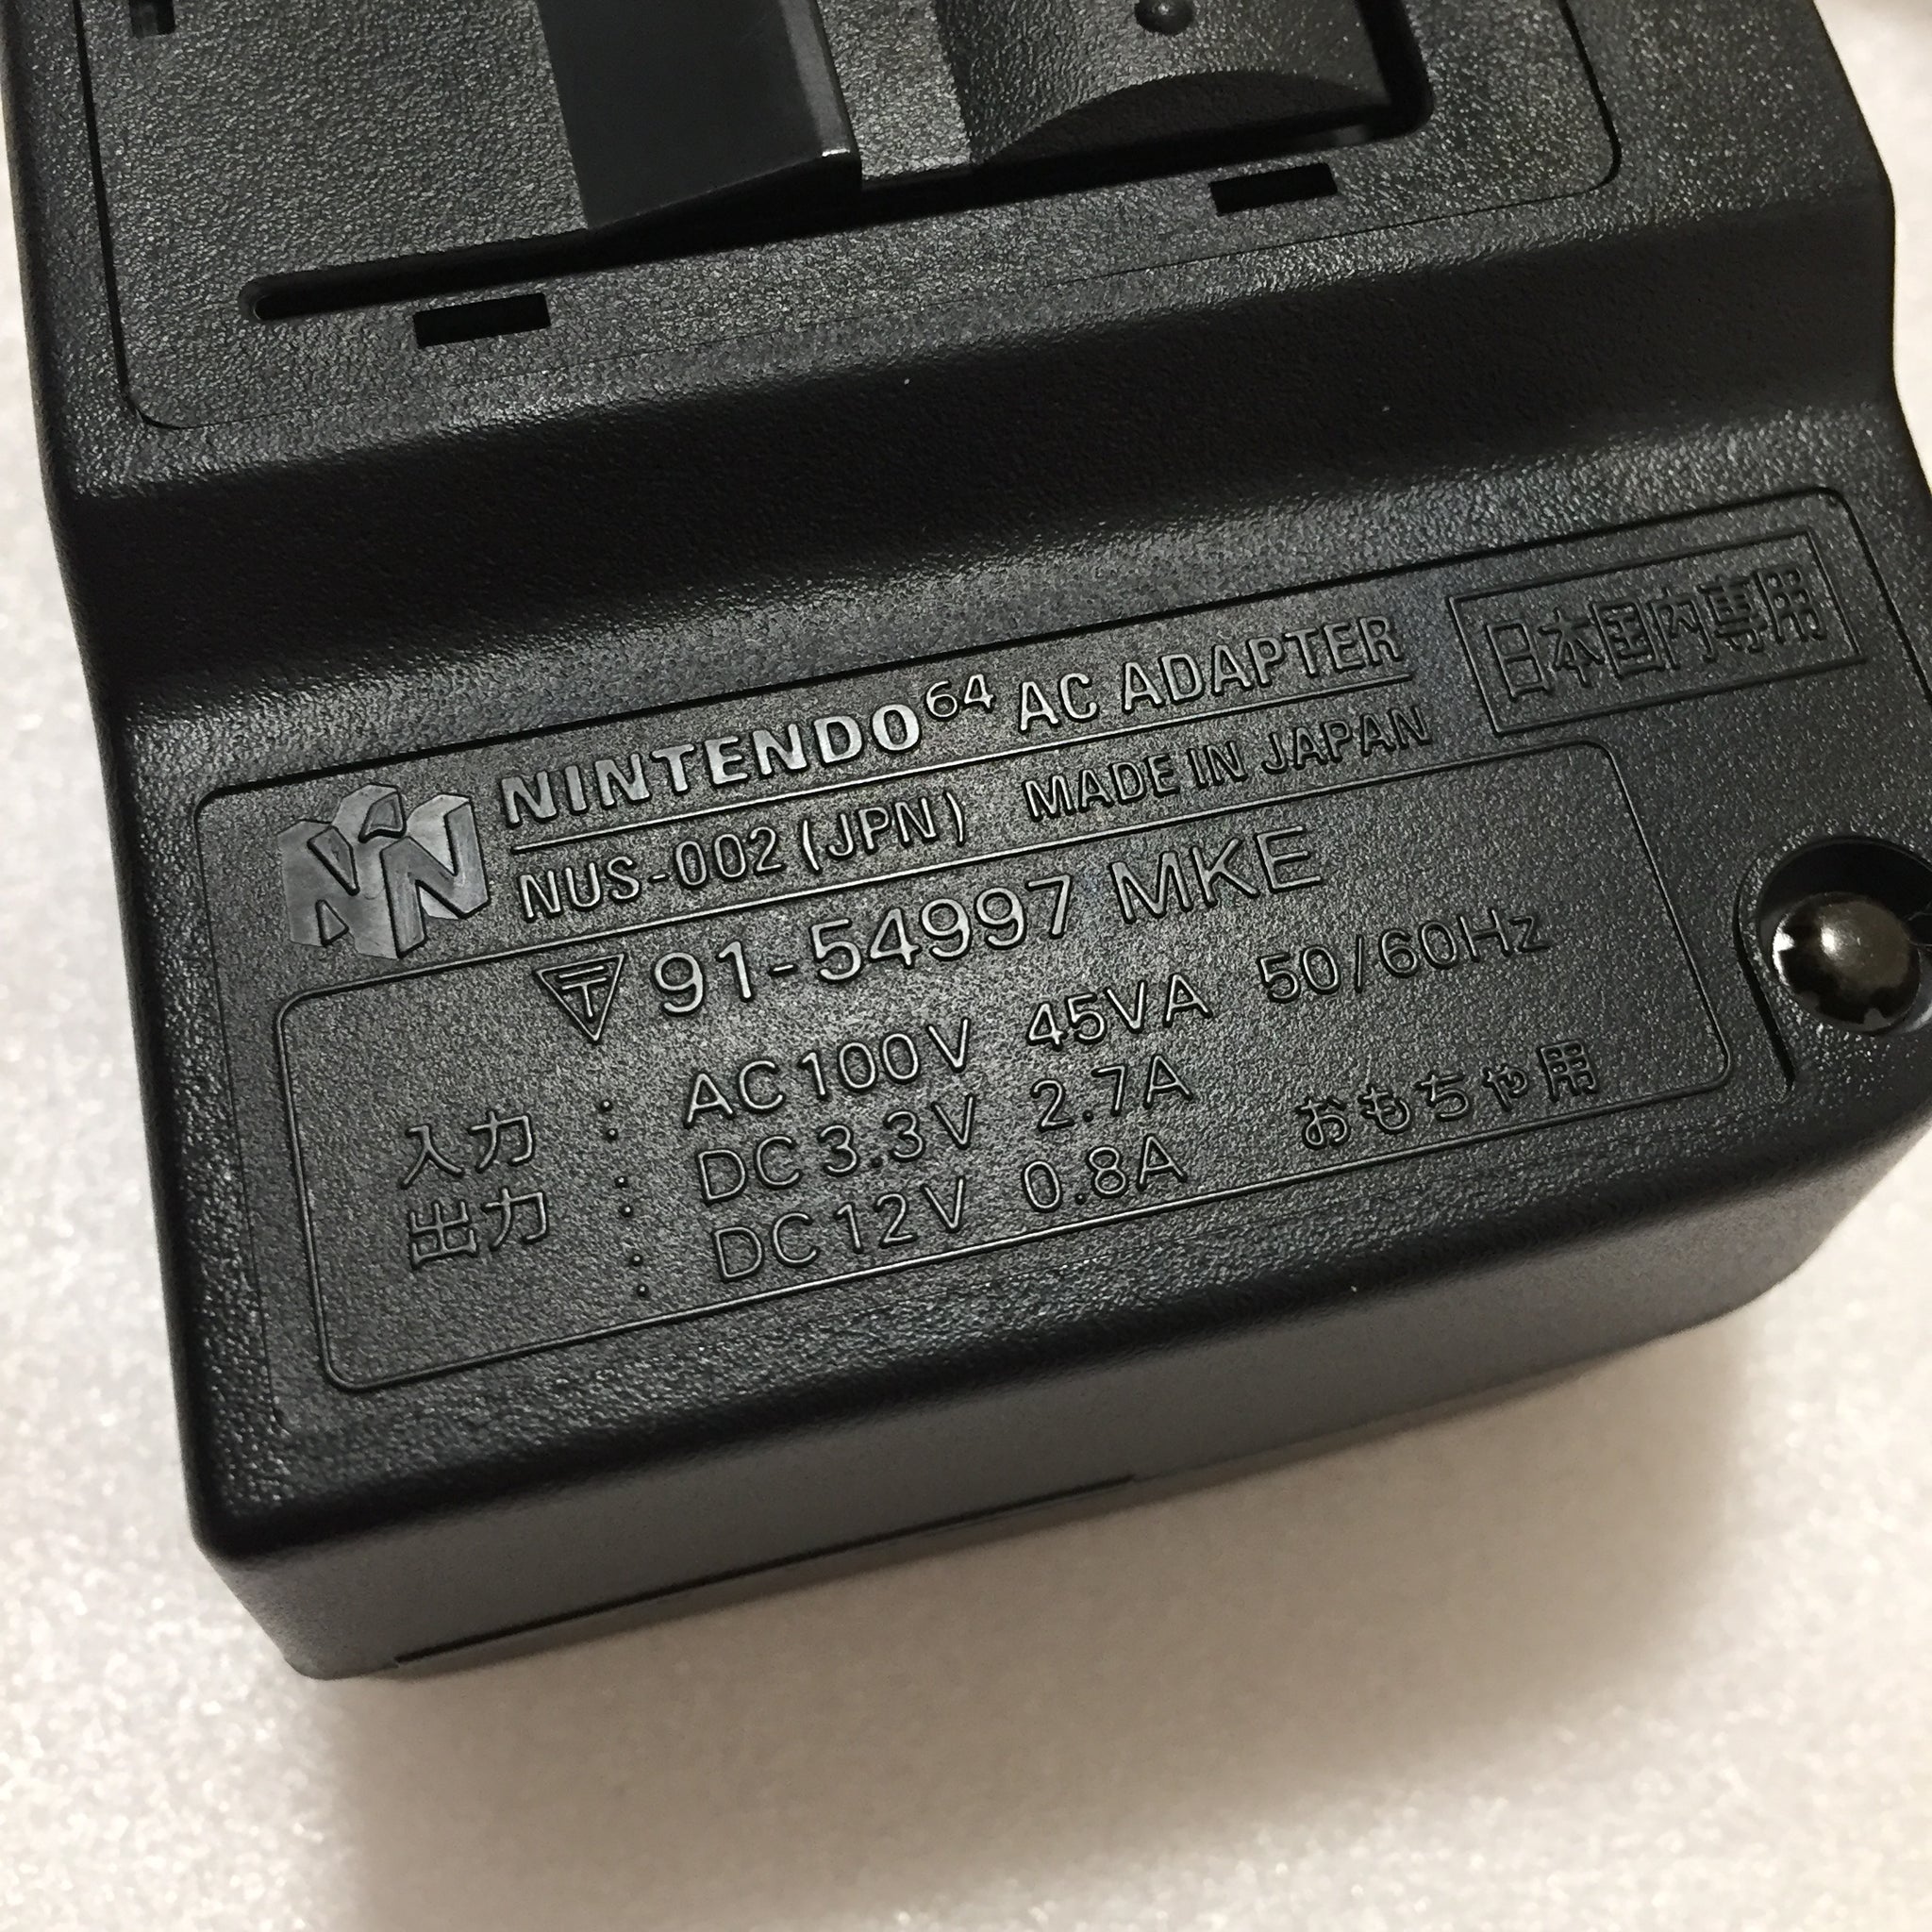 NINTENDO64 AC ADAPTER
日本国内専用
NUS-002(JPN) MADE IN JAPAN
91-54997 MKE
入力 : AC100V 45VA 50/60Hz
出力 : DC3.3V 2.7A おもちゃ用
: DC12V 0.8A